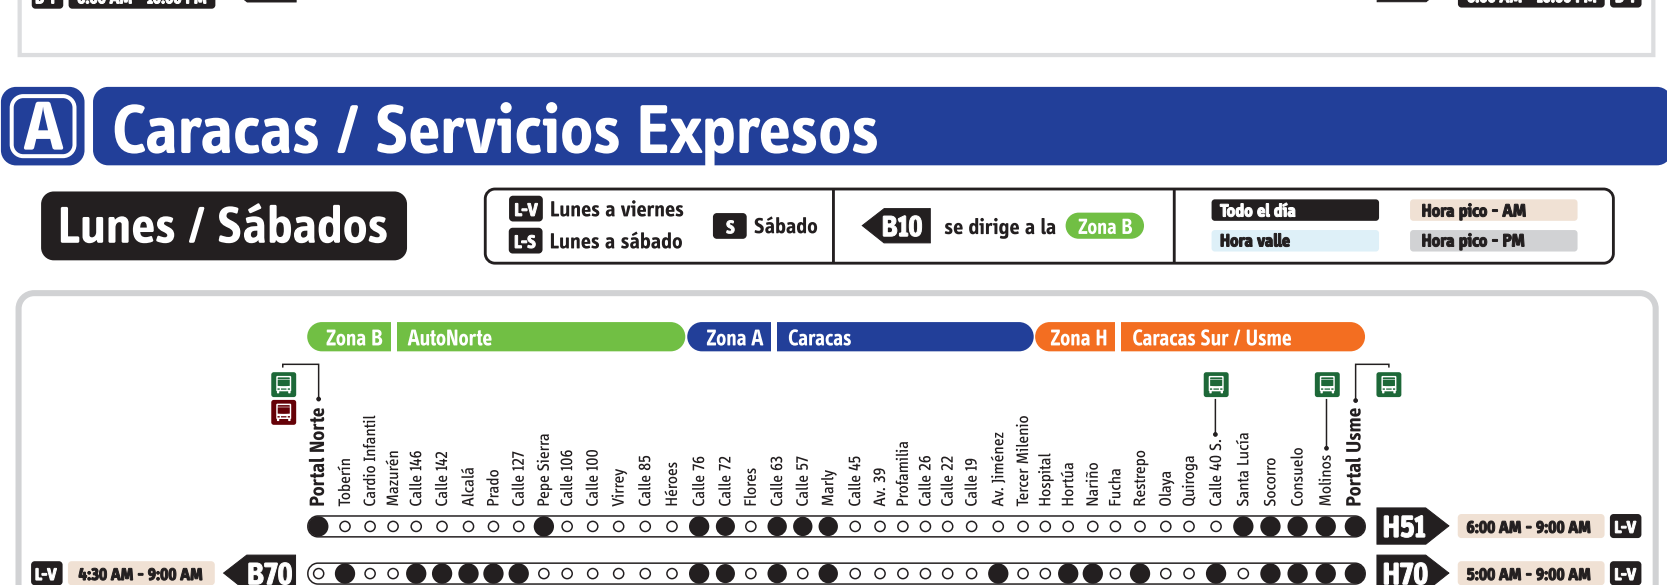 A Caracas / Servicios Expresos
Lunes / Sábados
L-V Lunes a viernes
L-S Lunes a sábado
S Sábado
B10 se dirige a la Zona B
Todo el día
Hora valle
Hora pico - AM
Hora pico - PM
Zona B AutoNorte Zona A Caracas Zona H Caracas Sur / Usme
Portal Norte
Toberín
Cardio Infantil
Mazurén
Calle 146
Calle 142
Alcalá
Prado
Calle 127
Pepe Sierra
Calle 106
Calle 100
Virrey
Calle 85
Héroes
Calle 76
Calle 72
Flores
Calle 63
Calle 57
Marly
Calle 45
Av. 39
Profamilia
Calle 26
Calle 22
Calle 19
Av. Jiménez
Tercer Milenio
Hospital
Hortúa
Nariño
Fucha
Restrepo
Olaya
Quiroga
Calle 40 S.
Santa Lucía
Socorro
Consuelo
Molinos
Portal Usme
H51 6:00 AM - 9:00 AM L-V
L-V 4:30 AM - 9:00 AM B70 H70 5:00 AM - 9:00 AM L-V